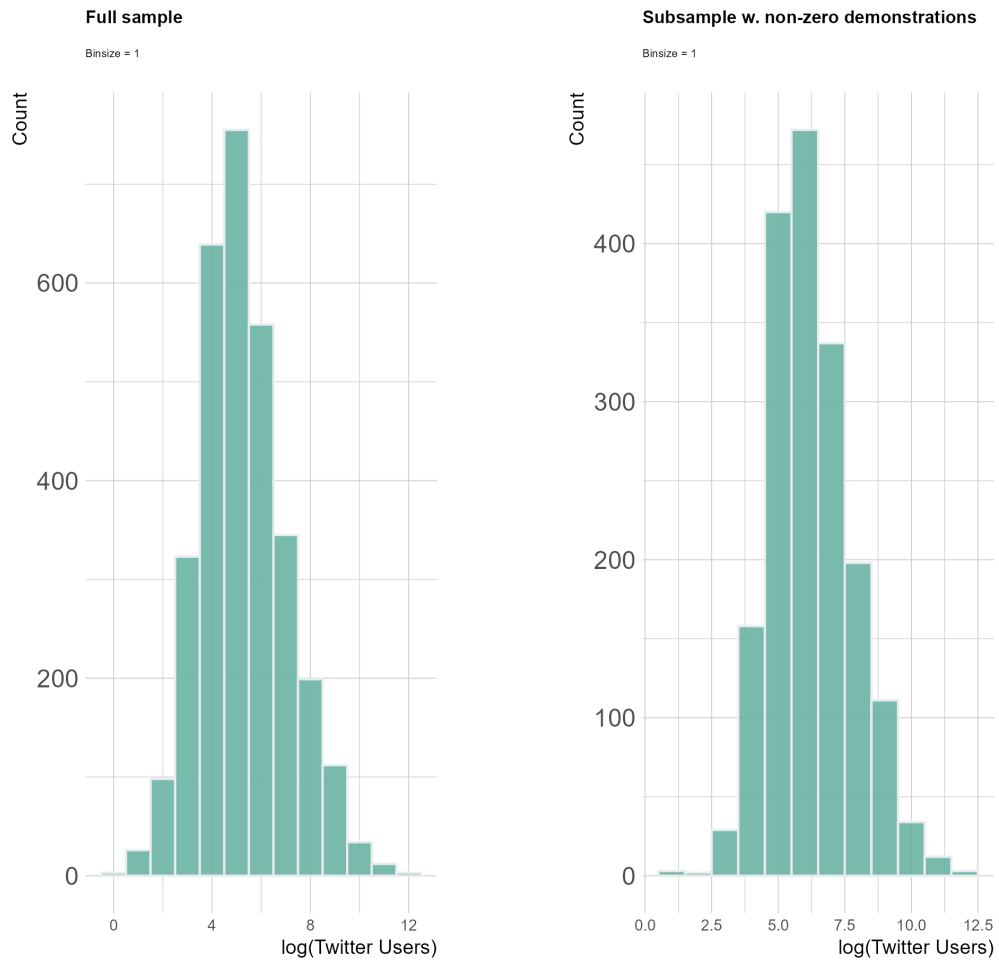 Full sample
Binsize = 1
Count
600
400
200
0
0 4 8 12
log(Twitter Users)
Subsample w. non-zero demonstrations
Binsize = 1
Count
400
300
200
100
0
0.0 2.5 5.0 7.5 10.0 12.5
log(Twitter Users)